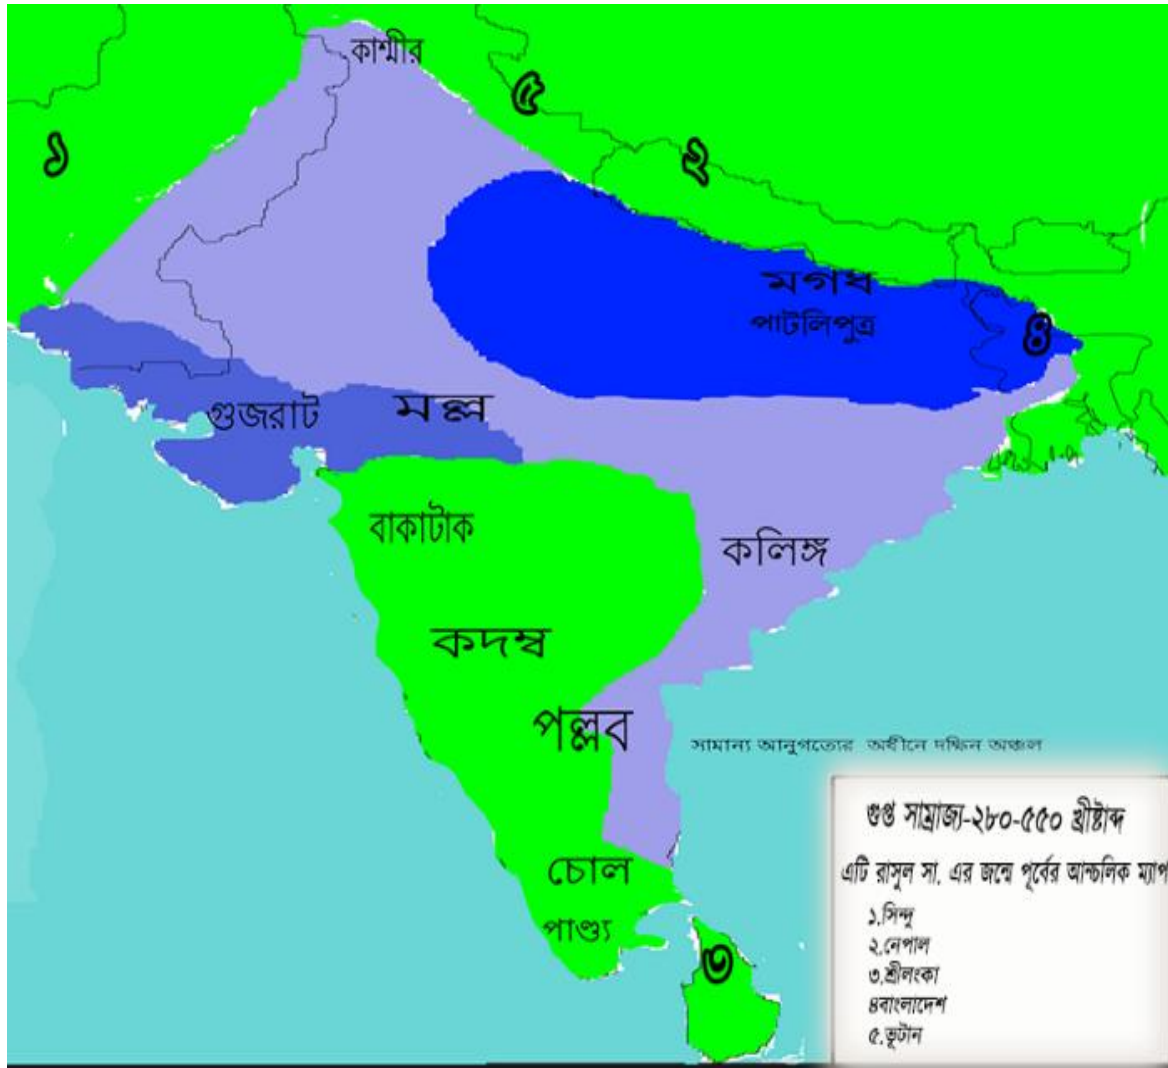 কাশ্মীর
৫
১
২
মগধ
পাটলিপুত্র
৪
গুজরাট মল্ল
বাকাটাক
কলিঙ্গ
কদম্ব
পল্লব
সামান্য আনুগত্যের অধীনে দক্ষিন অঞ্চল
চোল
পাণ্ড্য
৩
গুপ্ত সাম্রাজ্য-২৮০-৫৫০ খ্রীষ্টাব্দ
এটি রাসুল সা. এর জন্মে পূর্বের আন্চলিক ম্যাপ
১.সিন্দু
২.নেপাল
৩.শ্রীলংকা
৪বাংলাদেশ
৫.ভূটান